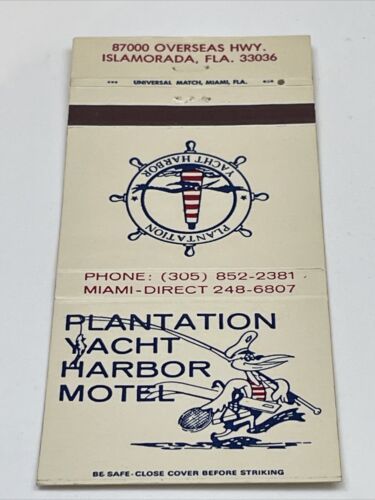 87000 OVERSEAS HWY.
ISLAMORADA, FLA. 33036
UNIVERSAL MATCH, MIAMI, FLA.
PLANTATION
YACHT HARBOR
PHONE: (305) 852-2381
MIAMI-DIRECT 248-6807
PLANTATION
YACHT
HARBOR
MOTEL
BE SAFE-CLOSE COVER BEFORE STRIKING